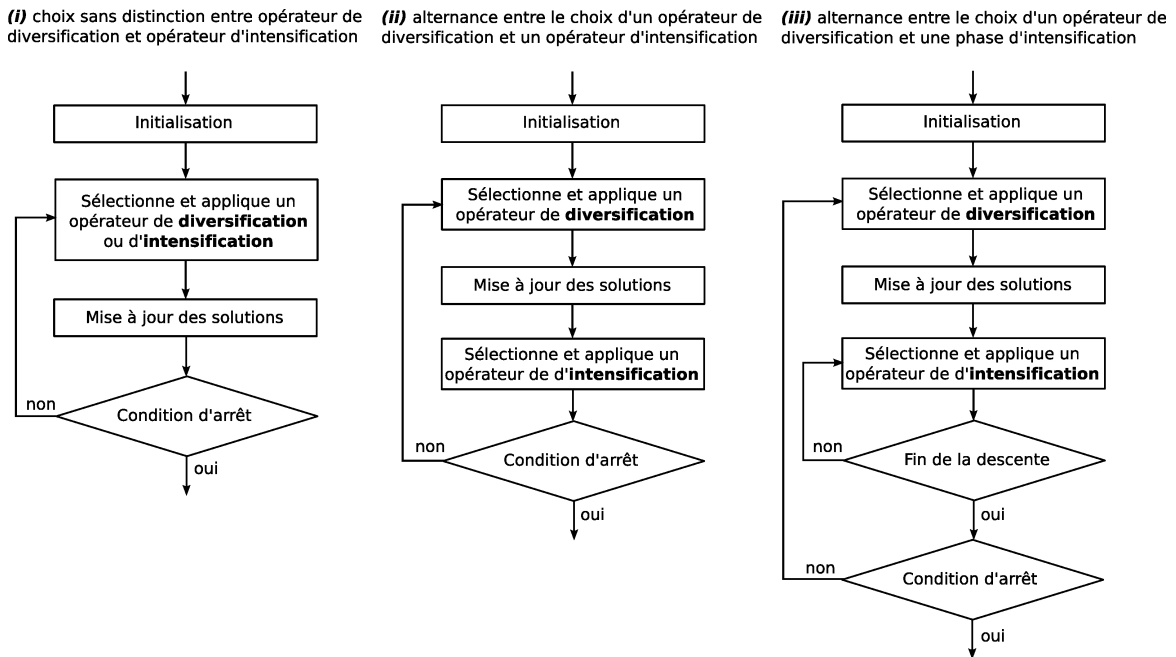 (i) choix sans distinction entre opérateur de
diversification et opérateur d'intensification
Initialisation
Sélectionne et applique un
opérateur de diversification
ou d'intensification
Mise à jour des solutions
Condition d'arrêt
non
oui
(ii) alternance entre le choix d'un opérateur de
diversification et un opérateur d'intensification
Initialisation
Sélectionne et applique un
opérateur de diversification
Mise à jour des solutions
Sélectionne et applique un
opérateur de d'intensification
Condition d'arrêt
non
oui
(iii) alternance entre le choix d'un opérateur de
diversification et une phase d'intensification
Initialisation
Sélectionne et applique un
opérateur de diversification
Mise à jour des solutions
Sélectionne et applique un
opérateur de d'intensification
non
Fin de la descente
oui
non
Condition d'arrêt
oui